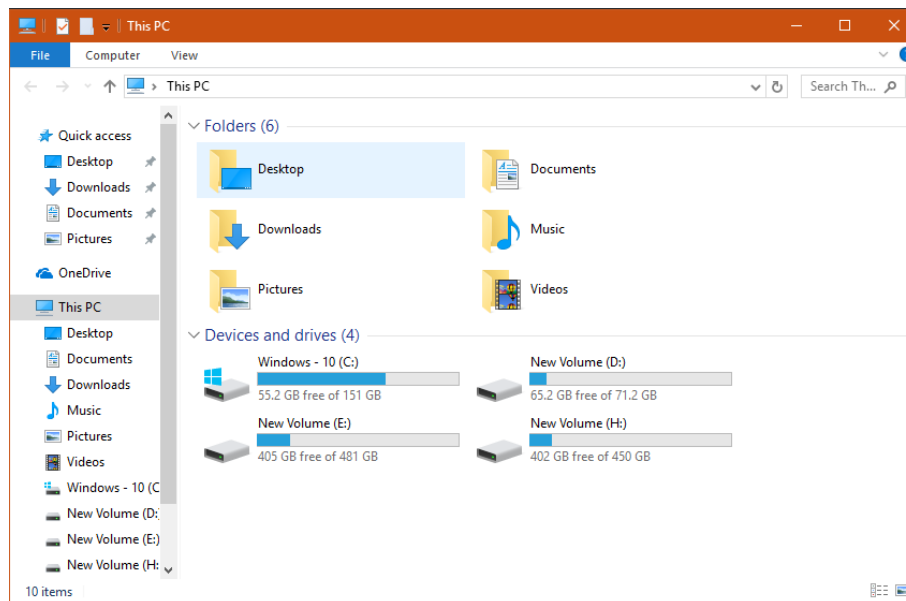 This PC
File Computer View
This PC Search Th...
Quick access
Desktop
Downloads
Documents
Pictures
OneDrive
This PC
Desktop
Documents
Downloads
Music
Pictures
Videos
Windows - 10 (C
New Volume (D:
New Volume (E:)
New Volume (H:
Folders (6)
Desktop Documents
Downloads Music
Pictures Videos
Devices and drives (4)
Windows - 10 (C:) New Volume (D:)
55.2 GB free of 151 GB 65.2 GB free of 71.2 GB
New Volume (E:) New Volume (H:)
405 GB free of 481 GB 402 GB free of 450 GB
10 items